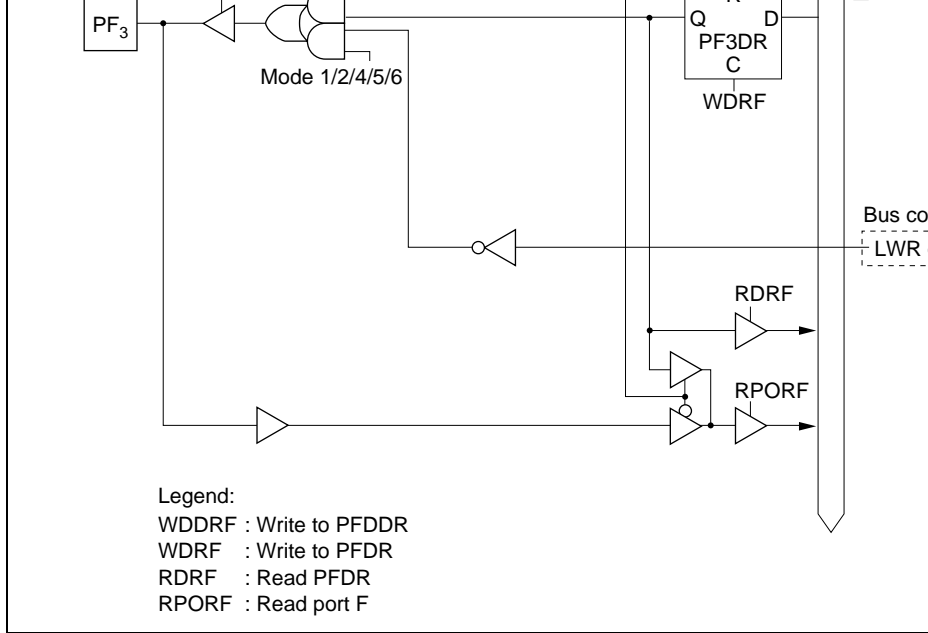 Q D
PF3
PF3DR
C
Mode 1/2/4/5/6
WDRF
Bus co
LWR
RDRF
RPORF
Legend:
WDDRF : Write to PFDDR
WDRF : Write to PFDR
RDRF : Read PFDR
RPORF : Read port F